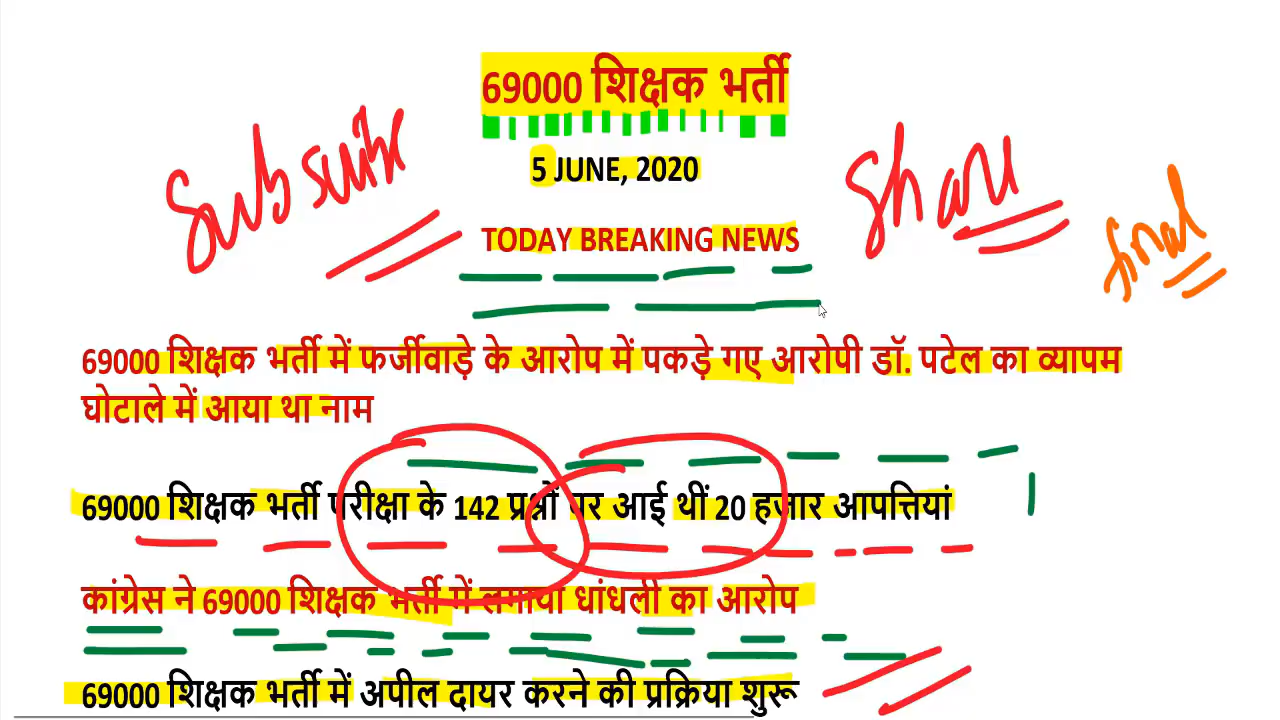 69000 शिक्षक भर्ती
5 JUNE, 2020
Subscribe
Share
Final
TODAY BREAKING NEWS
69000 शिक्षक भर्ती में फर्जीवाड़े के आरोप में पकड़े गए आरोपी डॉ. पटेल का व्यापम
घोटाले में आया था नाम
69000 शिक्षक भर्ती परीक्षा के 142 प्रश्नों पर आई थीं 20 हजार आपत्तियां
कांग्रेस ने 69000 शिक्षक भर्ती में लगाया धांधली का आरोप
69000 शिक्षक भर्ती में अपील दायर करने की प्रक्रिया शुरू